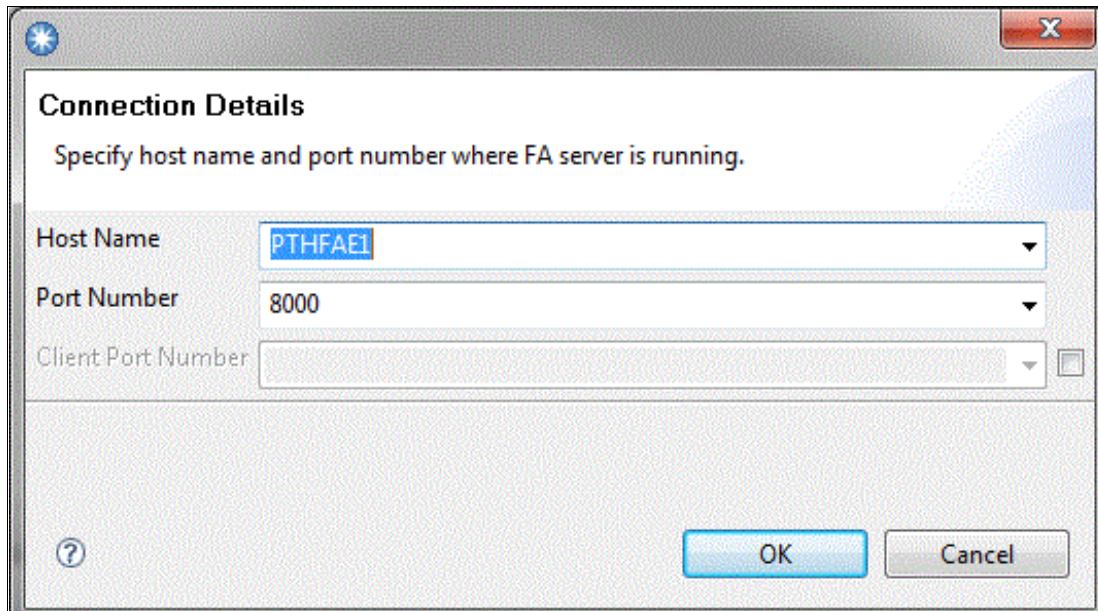 Connection Details
Specify host name and port number where FA server is running.
Host Name PTHFAE1
Port Number 8000
Client Port Number
OK Cancel